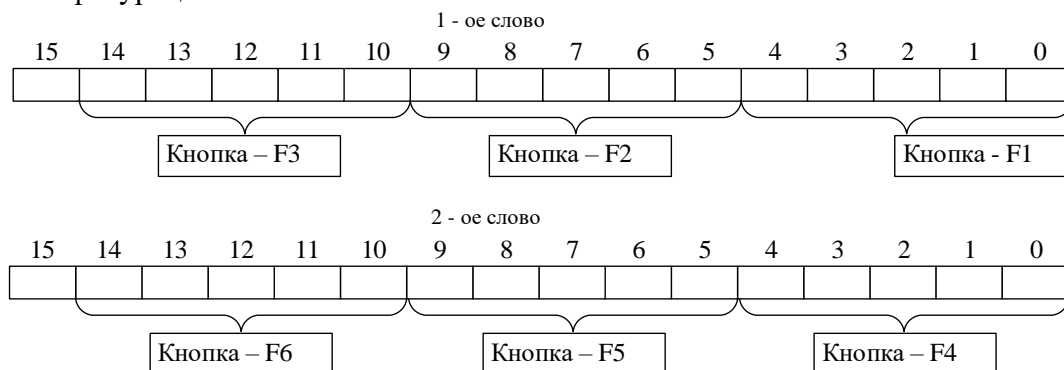 1 - ое слово
15 14 13 12 11 10 9 8 7 6 5 4 3 2 1 0
Кнопка – F3 Кнопка – F2 Кнопка - F1
2 - ое слово
15 14 13 12 11 10 9 8 7 6 5 4 3 2 1 0
Кнопка – F6 Кнопка – F5 Кнопка – F4